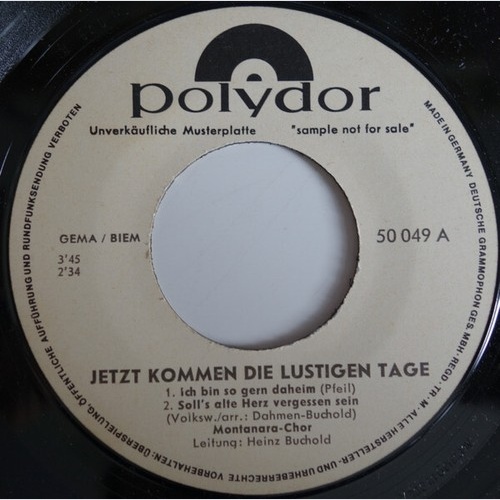 polydor
Unverkäufliche Musterplatte "sample not for sale"
GEMA / BIEM
50 049 A
3'45
2'34
JETZT KOMMEN DIE LUSTIGEN TAGE
1. ich bin so gern daheim (Pfeil)
2. Soll's alte Herz vergessen sein
(Volksw./arr.: Dahmen-Buchold)
Montanara-Chor
Leitung: Heinz Buchold
MADE IN GERMANY DEUTSCHE GRAMMOPHON GES. MBH · REGD · TR · M · ALLE HERSTELLER-
UND URHEBERRECHTE VORBEHALTEN · ÜBERSPIELUNG, ÖFFENTLICHE AUFFÜHRUNG UND RUNDFUNKSENDUNG VERBOTEN